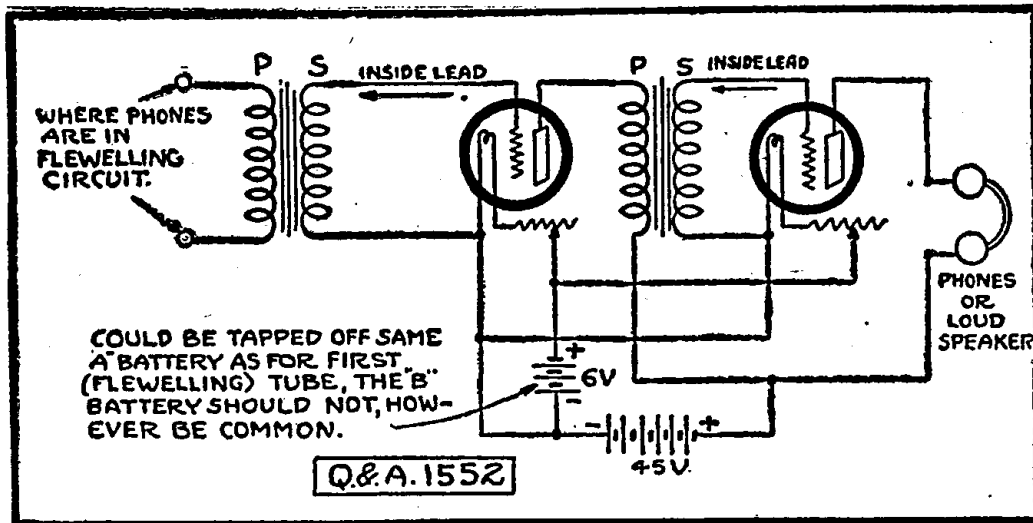 P S
INSIDE LEAD
P S
INSIDE LEAD
WHERE PHONES
ARE IN
FLEWELLING
CIRCUIT.
PHONES
OR
LOUD
SPEAKER
COULD BE TAPPED OFF SAME
"A" BATTERY AS FOR FIRST
(FLEWELLING) TUBE, THE "B"
BATTERY SHOULD NOT, HOW-
EVER BE COMMON.
+
6V
-
- +
45V.
Q.&A.1552